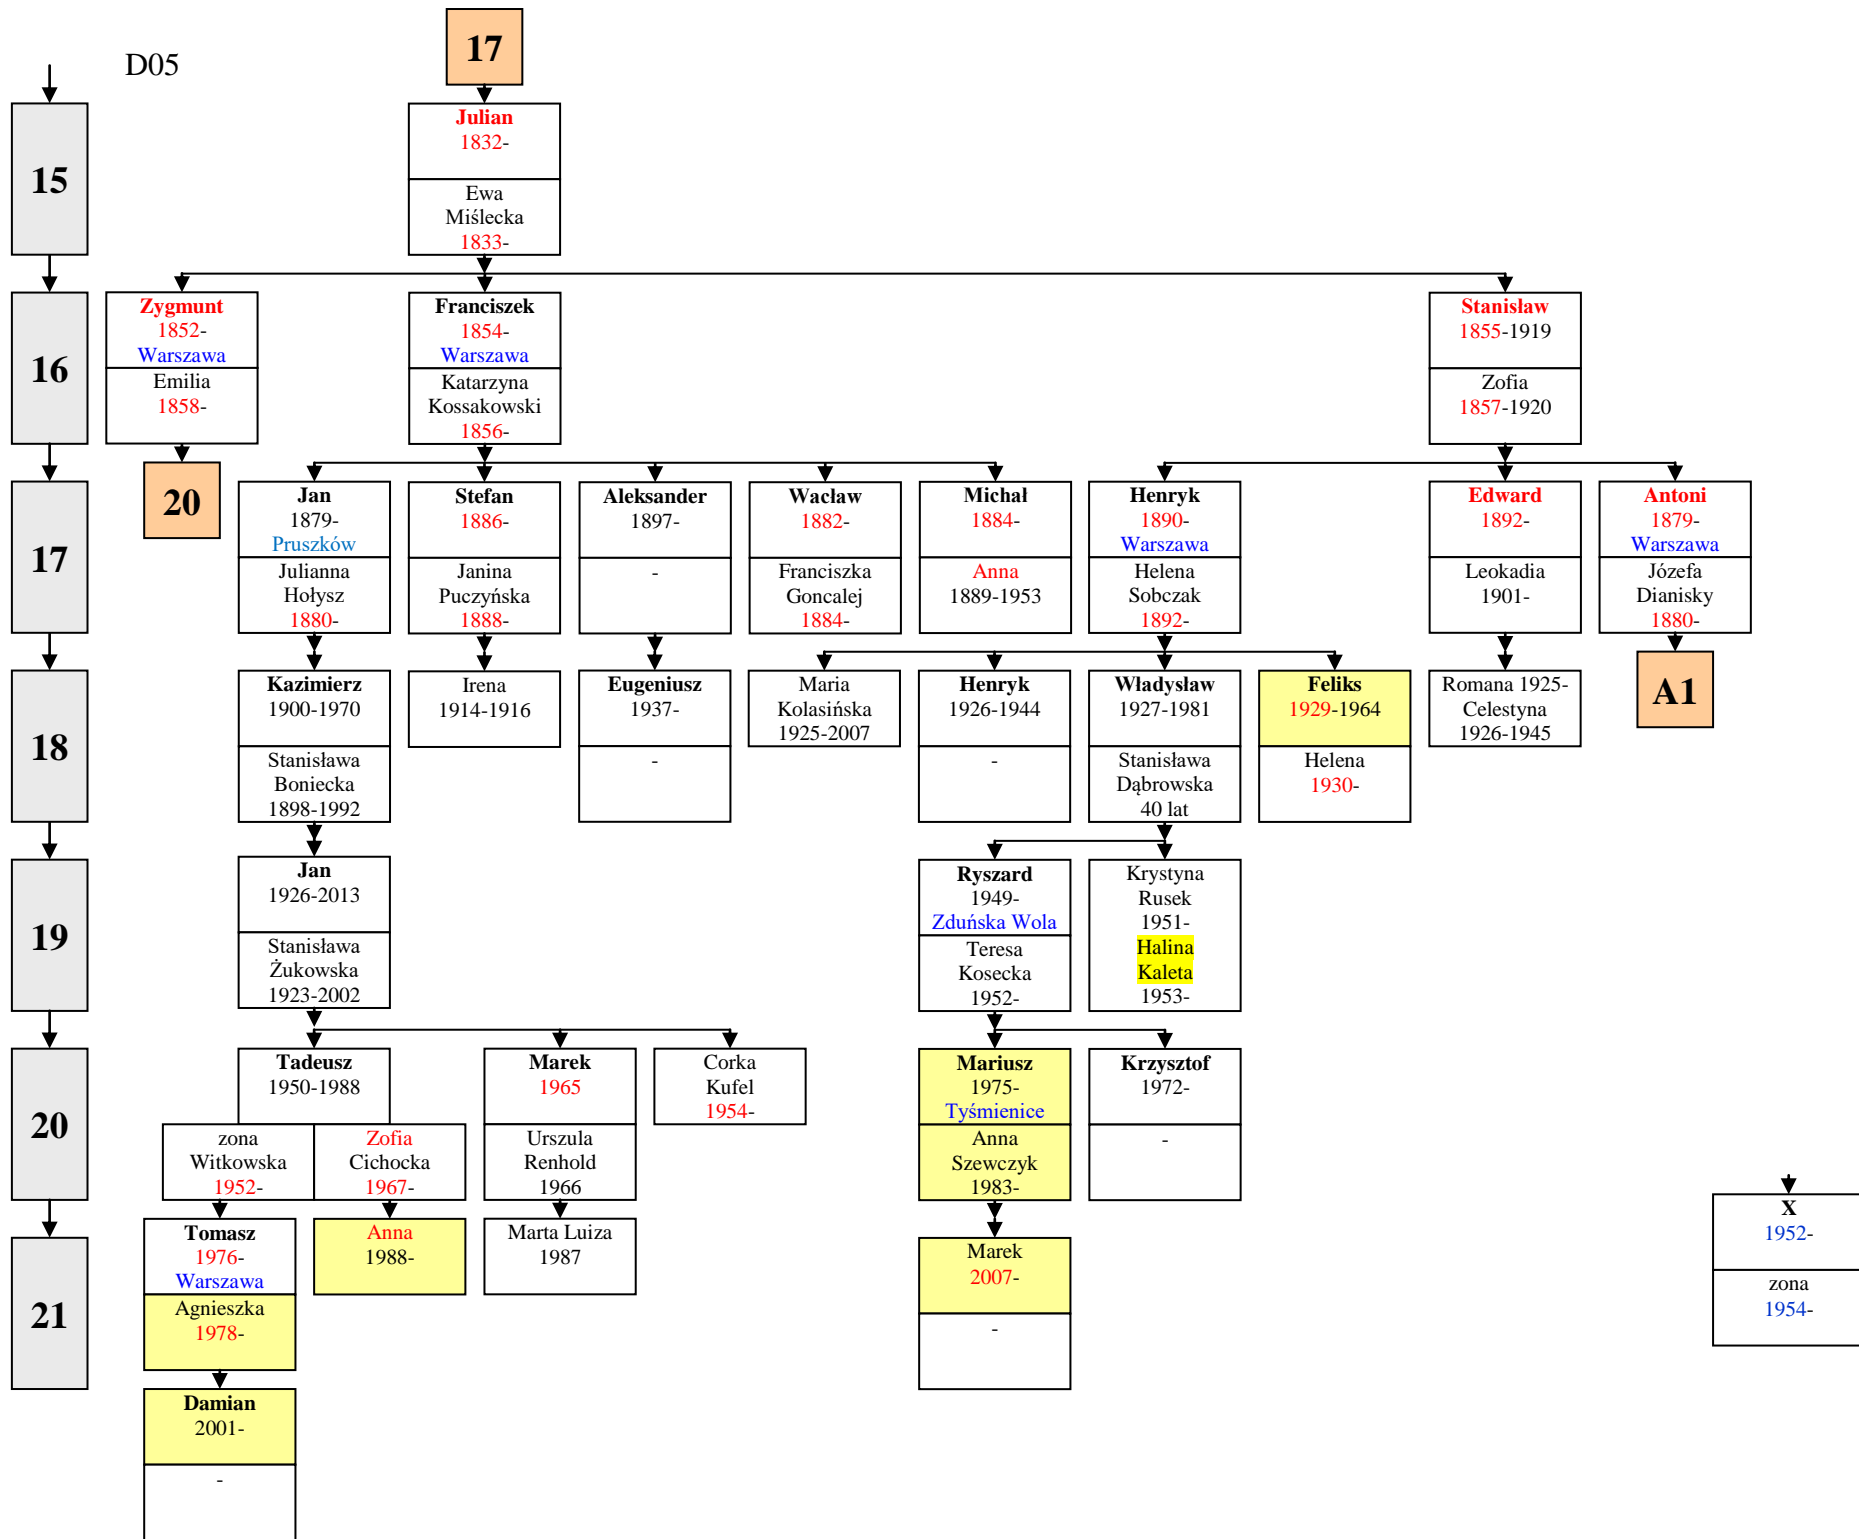 D05
17
15
Julian
1832-
Ewa
Miślecka
1833-
16
Zygmunt
1852-
Warszawa
Emilia
1858-
Franciszek
1854-
Warszawa
Katarzyna
Kossakowski
1856-
Stanisław
1855-1919
Zofia
1857-1920
17
20
Jan
1879-
Pruszków
Julianna
Hołysz
1880-
Stefan
1886-
Janina
Puczyńska
1888-
Aleksander
1897-
-
Wacław
1882-
Franciszka
Goncalej
1884-
Michał
1884-
Anna
1889-1953
Henryk
1890-
Warszawa
Helena
Sobczak
1892-
Edward
1892-
Leokadia
1901-
Antoni
1879-
Warszawa
Józefa
Dianisky
1880-
18
Kazimierz
1900-1970
Stanisława
Boniecka
1898-1992
Irena
1914-1916
Eugeniusz
1937-
-
Maria
Kolasińska
1925-2007
Henryk
1926-1944
-
Władysław
1927-1981
Stanisława
Dąbrowska
40 lat
Feliks
1929-1964
Helena
1930-
Romana 1925-
Celestyna
1926-1945
A1
19
Jan
1926-2013
Stanisława
Żukowska
1923-2002
Ryszard
1949-
Zduńska Wola
Teresa
Kosecka
1952-
Krystyna
Rusek
1951-
Halina
Kaleta
1953-
20
Tadeusz
1950-1988
zona
Witkowska
1952-
Zofia
Cichocka
1967-
Marek
1965
Urszula
Renhold
1966
Corka
Kufel
1954-
Mariusz
1975-
Tyśmienice
Anna
Szewczyk
1983-
Krzysztof
1972-
-
21
Tomasz
1976-
Warszawa
Agnieszka
1978-
Anna
1988-
Marta Luiza
1987
Marek
2007-
-
X
1952-
zona
1954-
Damian
2001-
-